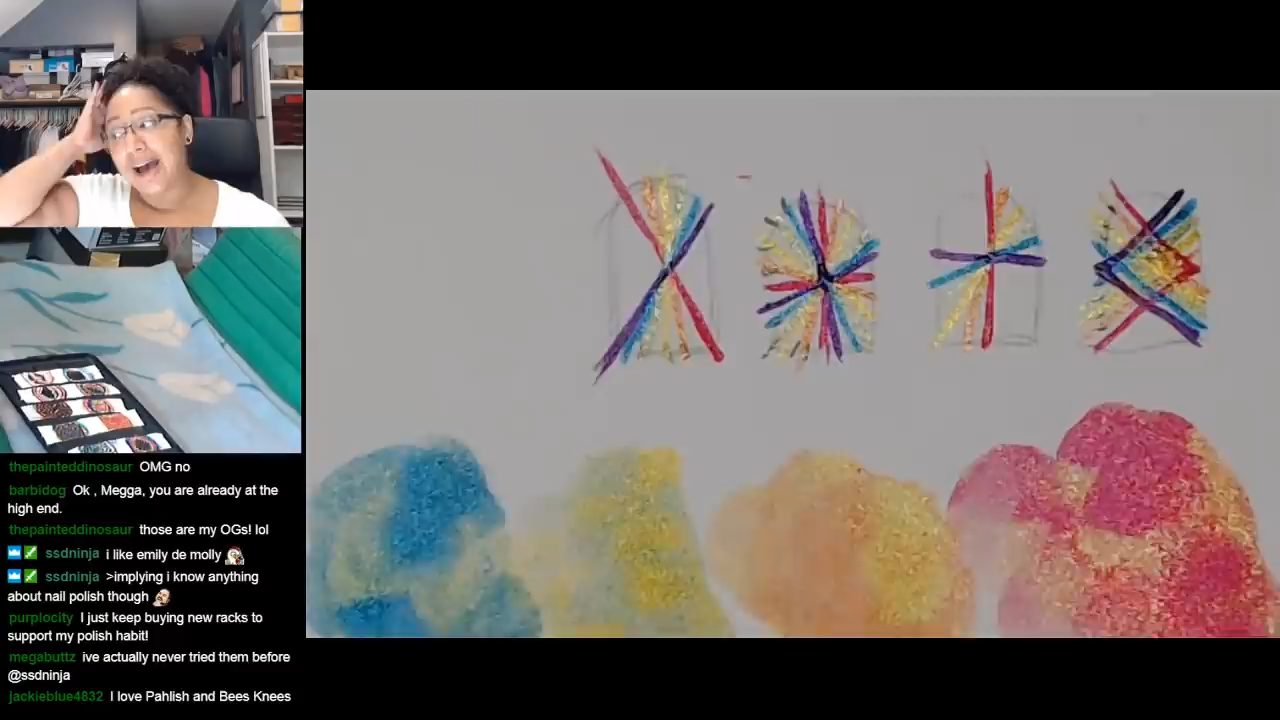 thepainteddinosaur OMG no
barbidog Ok , Megga, you are already at the
high end.
thepainteddinosaur those are my OGs! lol
ssdninja i like emily de molly
ssdninja >implying i know anything
about nail polish though
purplocity I just keep buying new racks to
support my polish habit!
megabuttz ive actually never tried them before
@ssdninja
jackieblue4832 I love Pahlish and Bees Knees